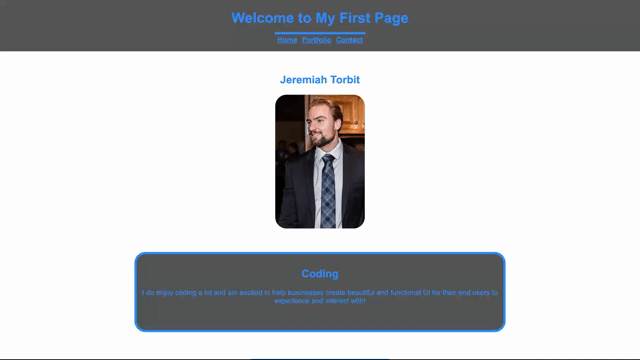 Welcome to My First Page
Home Portfolio Contact
Jeremiah Torbit
Coding
I do enjoy coding a lot and am excited to help businesses create beautiful and functional UI for their end users to
experience and interact with!